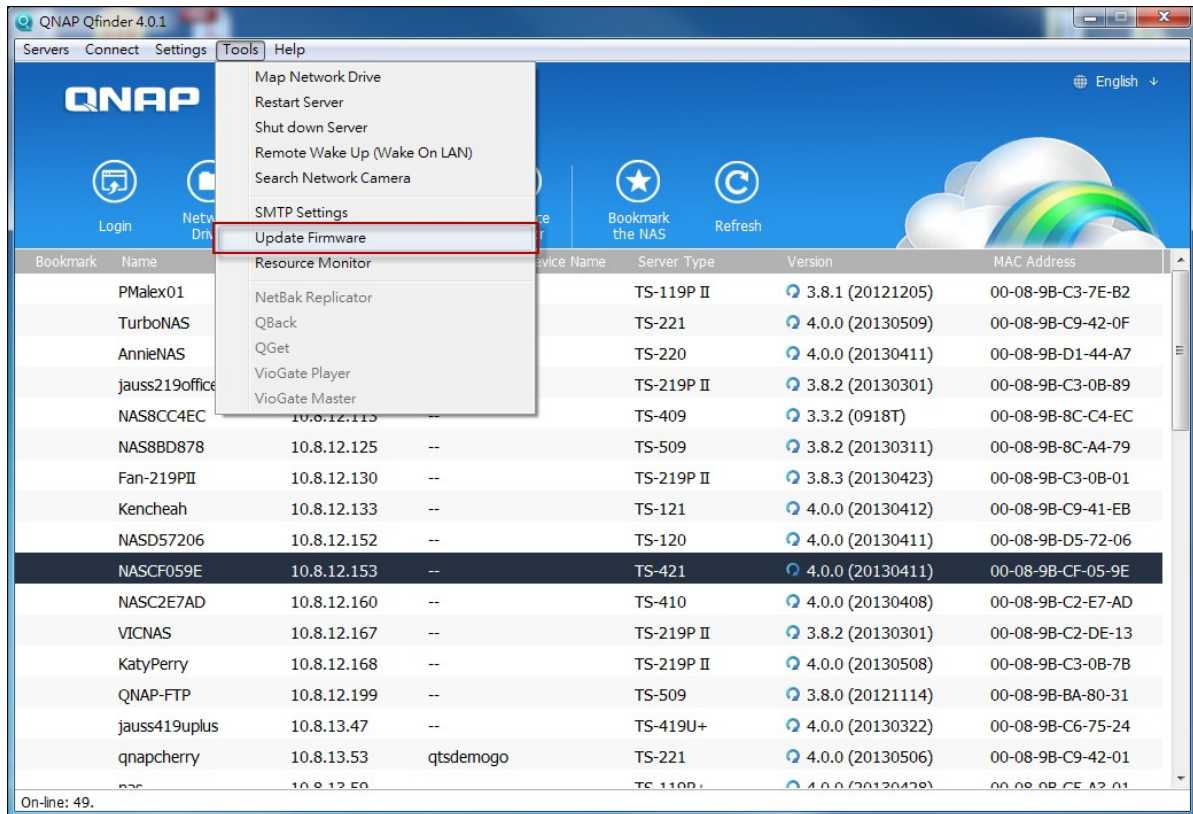 QNAP Qfinder 4.0.1
Servers Connect Settings Tools Help
Map Network Drive
Restart Server
Shut down Server
Remote Wake Up (Wake On LAN)
Search Network Camera
SMTP Settings
Update Firmware
Resource Monitor
NetBak Replicator
QBack
QGet
VioGate Player
VioGate Master
QNAP
English
Login
Bookmark
the NAS
Refresh
Bookmark Name Name Server Type Version MAC Address
PMalex01 TS-119P II 3.8.1 (20121205) 00-08-9B-C3-7E-B2
TurboNAS TS-221 4.0.0 (20130509) 00-08-9B-C9-42-0F
AnnieNAS TS-220 4.0.0 (20130411) 00-08-9B-D1-44-A7
jauss219office TS-219P II 3.8.2 (20130301) 00-08-9B-C3-0B-89
NAS8CC4EC 10.8.12.113 -- TS-409 3.3.2 (0918T) 00-08-9B-8C-C4-EC
NAS8BD878 10.8.12.125 -- TS-509 3.8.2 (20130311) 00-08-9B-8C-A4-79
Fan-219PII 10.8.12.130 -- TS-219P II 3.8.3 (20130423) 00-08-9B-C3-0B-01
Kencheah 10.8.12.133 -- TS-121 4.0.0 (20130412) 00-08-9B-C9-41-EB
NASD57206 10.8.12.152 -- TS-120 4.0.0 (20130411) 00-08-9B-D5-72-06
NASCF059E 10.8.12.153 -- TS-421 4.0.0 (20130411) 00-08-9B-CF-05-9E
NASC2E7AD 10.8.12.160 -- TS-410 4.0.0 (20130408) 00-08-9B-C2-E7-AD
VICNAS 10.8.12.167 -- TS-219P II 3.8.2 (20130301) 00-08-9B-C2-DE-13
KatyPerry 10.8.12.168 -- TS-219P II 4.0.0 (20130508) 00-08-9B-C3-0B-7B
QNAP-FTP 10.8.12.199 -- TS-509 3.8.0 (20121114) 00-08-9B-BA-80-31
jauss419uplus 10.8.13.47 -- TS-419U+ 4.0.0 (20130322) 00-08-9B-C6-75-24
qnapcherry 10.8.13.53 qtsdemogo TS-221 4.0.0 (20130506) 00-08-9B-C9-42-01
On-line: 49.